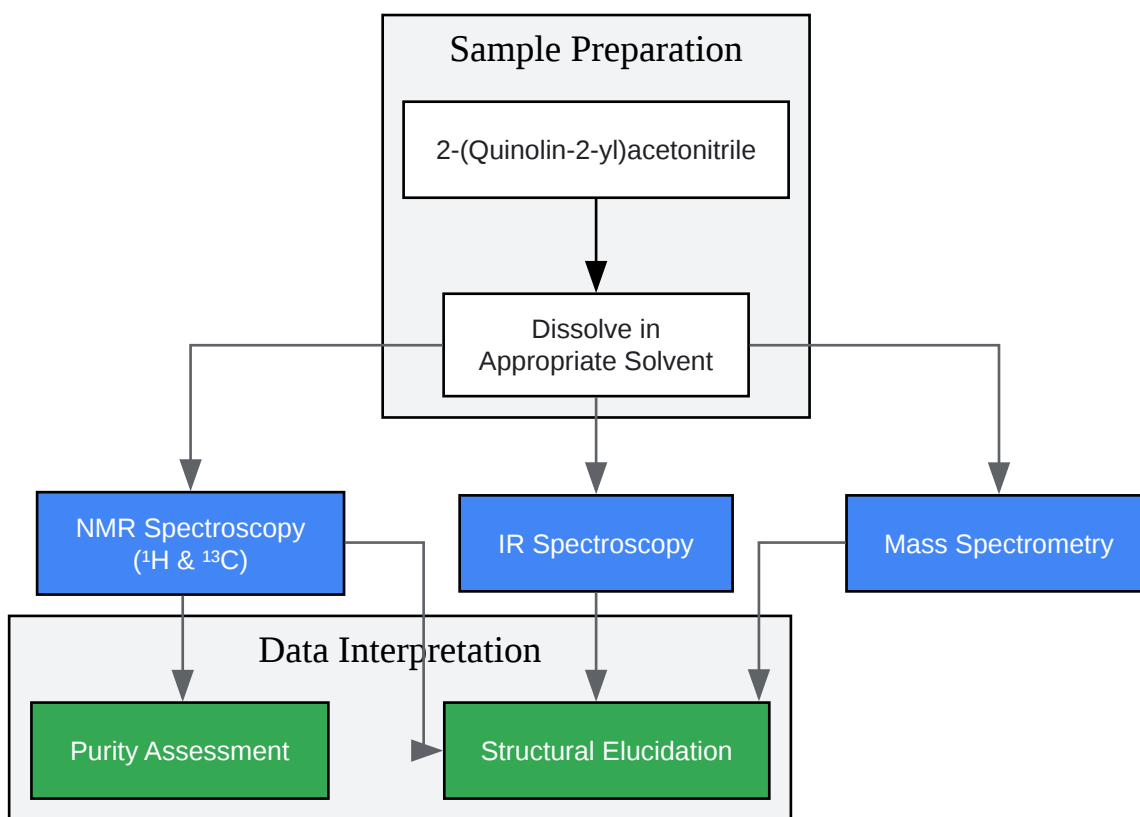 Sample Preparation
2-(Quinolin-2-yl)acetonitrile
Dissolve in
Appropriate Solvent
NMR Spectroscopy
(¹H & ¹³C)
IR Spectroscopy
Mass Spectrometry
Data Interpretation
Purity Assessment
Structural Elucidation